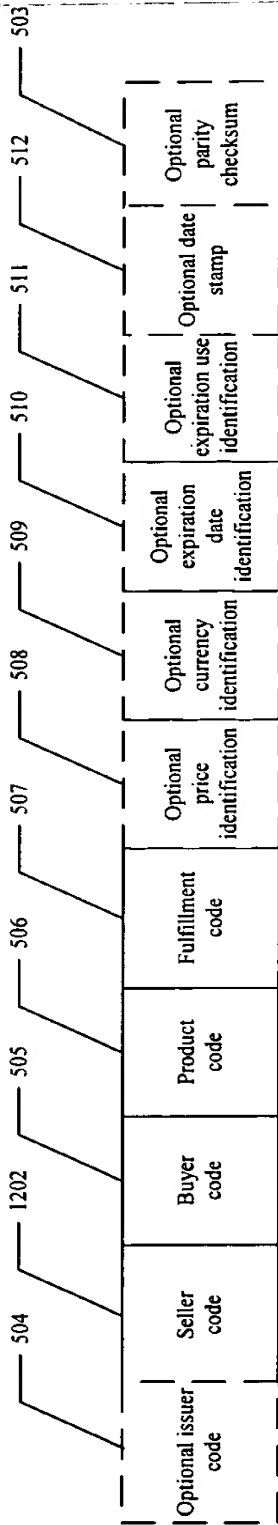 504
1202
505
506
507
508
509
510
511
512
503
Optional issuer
code
Seller
code
Buyer
code
Product
code
Fulfillment
code
Optional
price
identification
Optional
currency
identification
Optional
expiration
date
identification
Optional
expiration use
identification
Optional date
stamp
Optional
parity
checksum